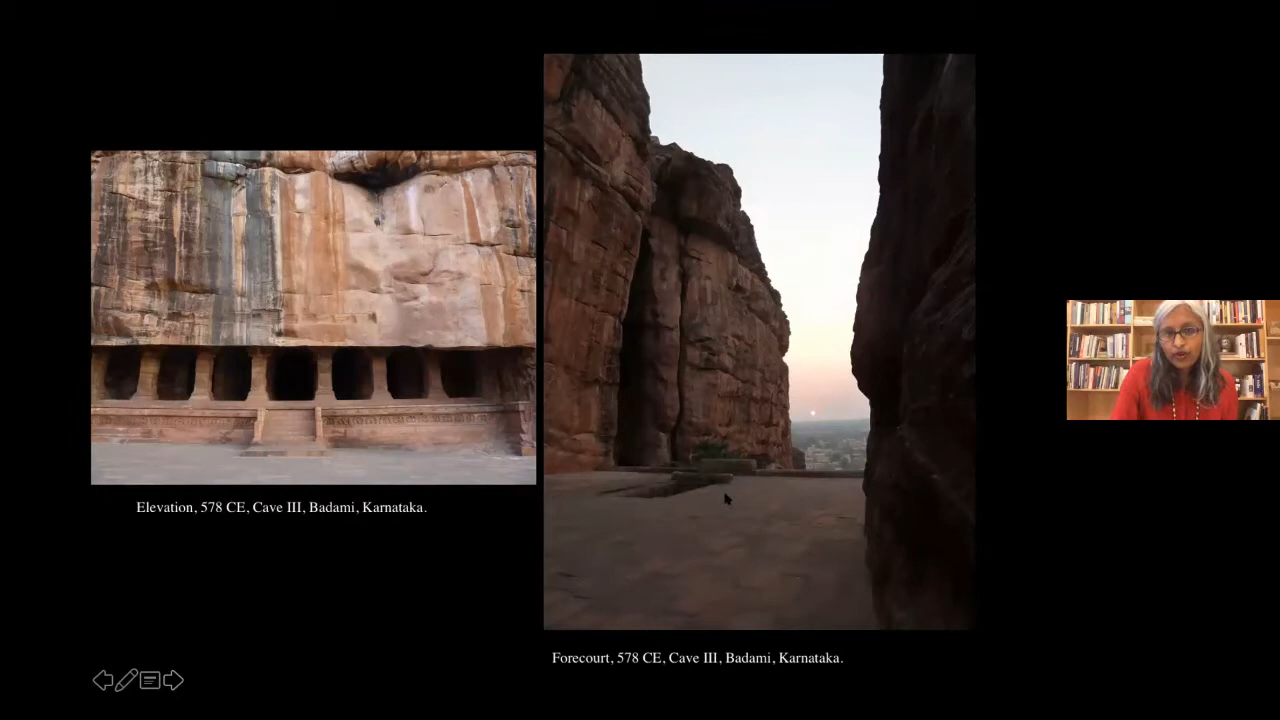 Elevation, 578 CE, Cave III, Badami, Karnataka.
Forecourt, 578 CE, Cave III, Badami, Karnataka.